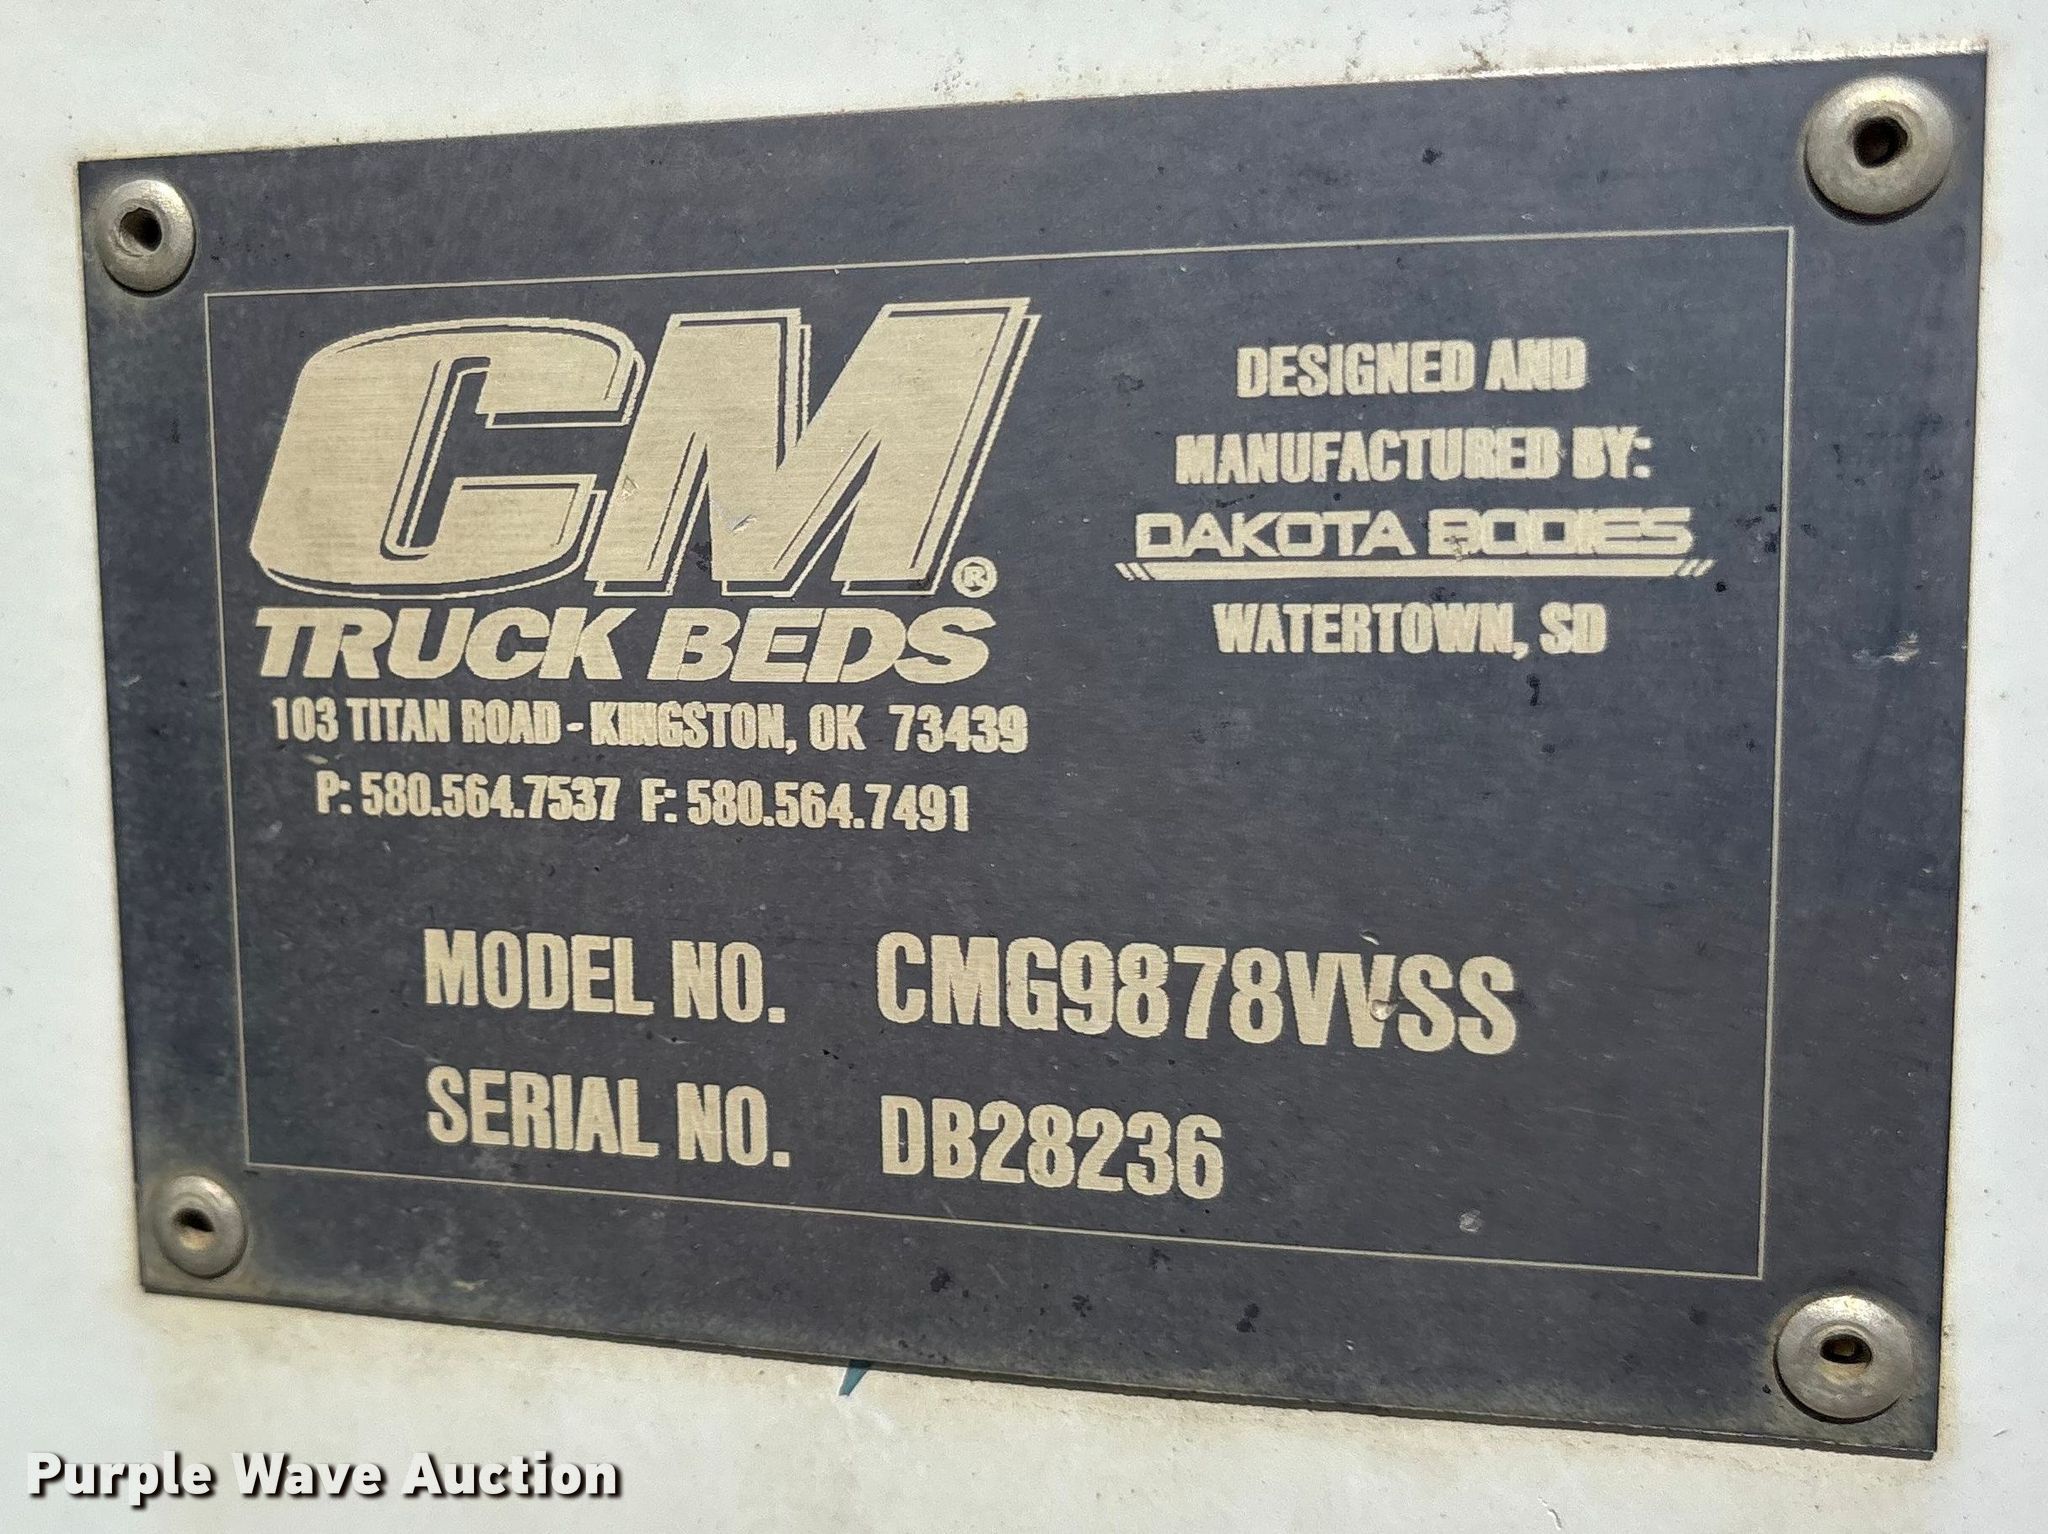 CM®
TRUCK BEDS
103 TITAN ROAD - KINGSTON, OK 73439
P: 580.564.7537 F: 580.564.7491
DESIGNED AND
MANUFACTURED BY:
DAKOTA BODIES
WATERTOWN, SD
MODEL NO. CMG9878VVSS
SERIAL NO. DB28236
Purple Wave Auction